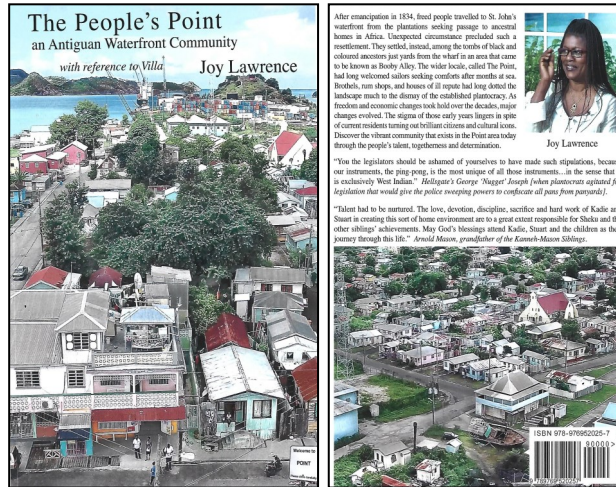 The People's Point
an Antiguan Waterfront Community
with reference to Villa
Joy Lawrence
Welcome to
POINT
After emancipation in 1834, freed people travelled to St. John's
waterfront from the plantations seeking passage to ancestral
homes in Africa. Unexpected circumstance precluded such a
resettlement. They settled, instead, among the tombs of black and
coloured ancestors just yards from the wharf in an area that came
to be known as Booby Alley. The wider locale, called The Point,
had long welcomed sailors seeking comforts after months at sea.
Brothels, rum shops, and houses of ill repute had long dotted the
landscape much to the dismay of the established plantocracy. As
freedom and economic changes took hold over the decades, major
changes evolved. The stigma of those early years lingers in spite
of current residents turning out brilliant citizens and cultural icons.
Discover the vibrant community that exists in the Point area today
through the people's talent, togetherness and determination.
Joy Lawrence
"You the legislators should be ashamed of yourselves to have made such stipulations, becau
our instruments, the ping-pong, is the most unique of all those instruments…in the sense that
is exclusively West Indian." Hellsgate's George 'Nugget' Joseph [when plantocrats agitated f
legislation that would give the police sweeping powers to confiscate all pans from panyards].
"Talent had to be nurtured. The love, devotion, discipline, sacrifice and hard work of Kadie an
Stuart in creating this sort of home environment are to a great extent responsible for Sheku and th
other siblings' achievements. May God's blessings attend Kadie, Stuart and the children as the
journey through this life." Arnold Mason, grandfather of the Kanneh-Mason Siblings.
ISBN 978-976952025-7
90000>